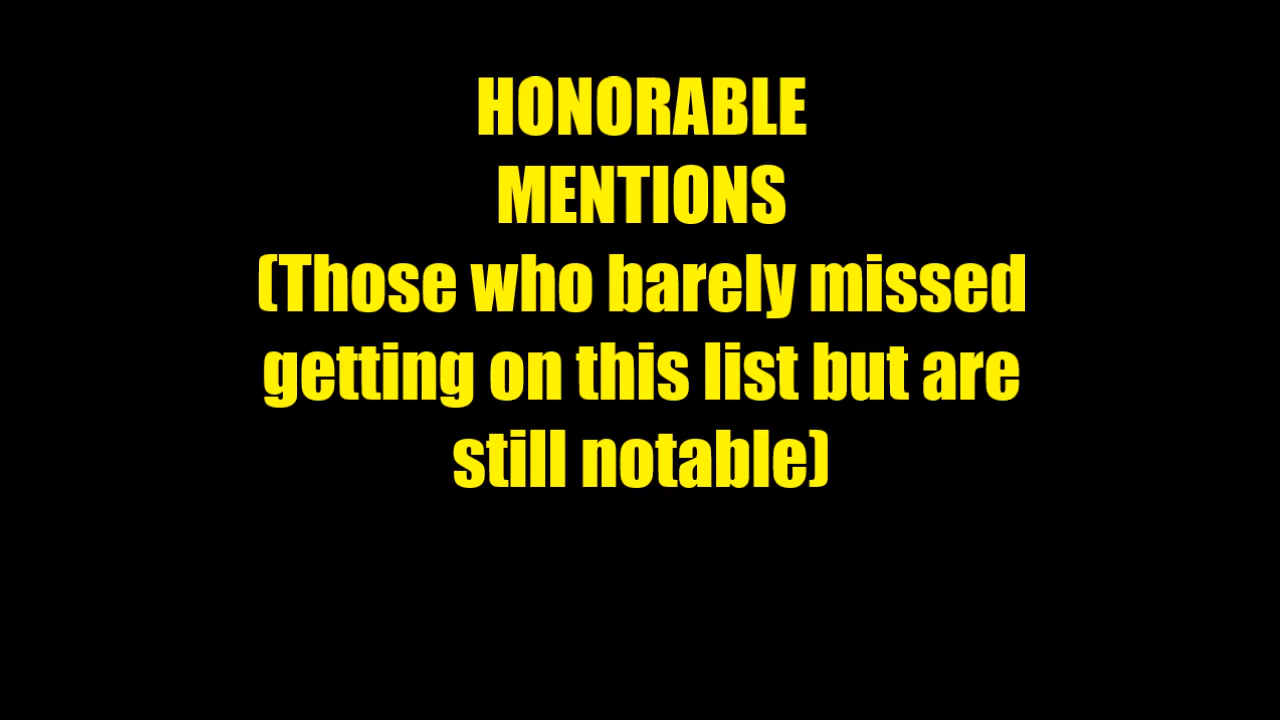 HONORABLE
MENTIONS
(Those who barely missed
getting on this list but are
still notable)